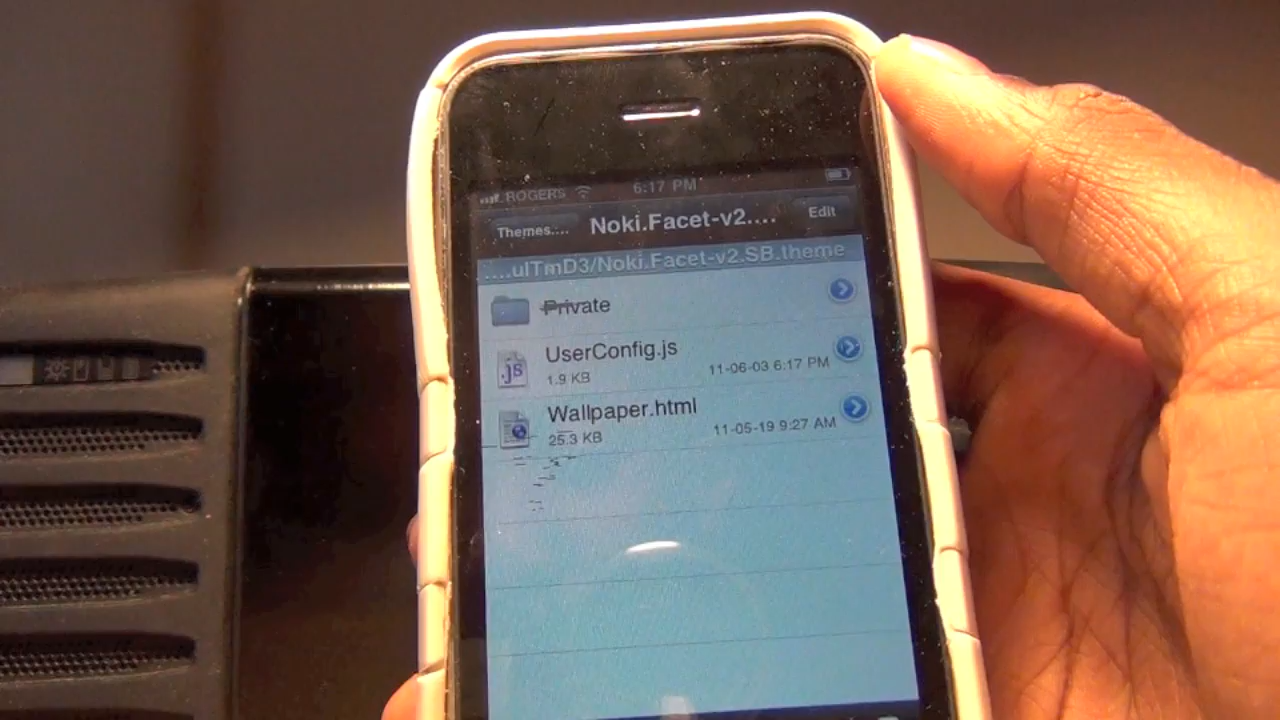 ROGERS 6:17 PM
Themes.... Noki.Facet-v2.... Edit
....ulTmD3/Noki.Facet-v2.SB.theme
Private
UserConfig.js
1.9 KB 11-06-03 6:17 PM
Wallpaper.html
25.3 KB 11-05-19 9:27 AM
.js